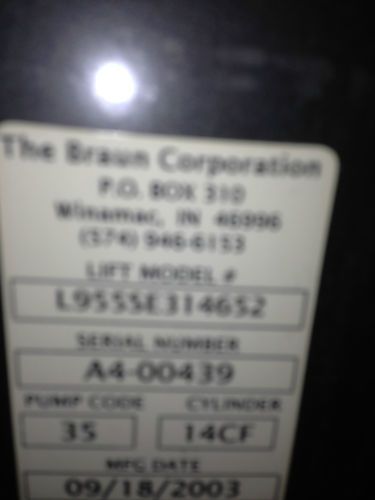 The Braun Corporation
P.O. BOX 310
Winamac, IN 46996
(574) 946-6153
LIFT MODEL #
L955SE314652
SERIAL NUMBER
A4-00439
PUMP CODE CYLINDER
35 14CF
MFG DATE
09/18/2003